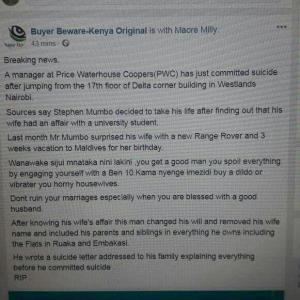 Buyer Beware-Kenya Original is with Maore Milly.
43 mins
Breaking news.
A manager at Price Waterhouse Coopers(PWC) has just committed suicide
after jumping from the 17th floor of Delta corner building in Westlands
Nairobi.
Sources say Stephen Mumbo decided to take his life after finding out that his
wife had an affair with a university student.
Last month Mr Mumbo surprised his wife with a new Range Rover and 3
weeks vacation to Maldives for her birthday.
Wanawake sijui mnataka nini lakini ,you get a good man you spoil everything
by engaging yourself with a Ben 10.Kama nyenge imezidi buy a dildo or
vibrater you horny housewives.
Dont ruin your marriages especially when you are blessed with a good
husband.
After knowing his wife's affair this man changed his will and removed his wife
name and included his parents and siblings in everything he owns including
the Flats in Ruaka and Embakasi.
He wrote a suicide letter addressed to his family explaining everything
before he committed suicide
RIP